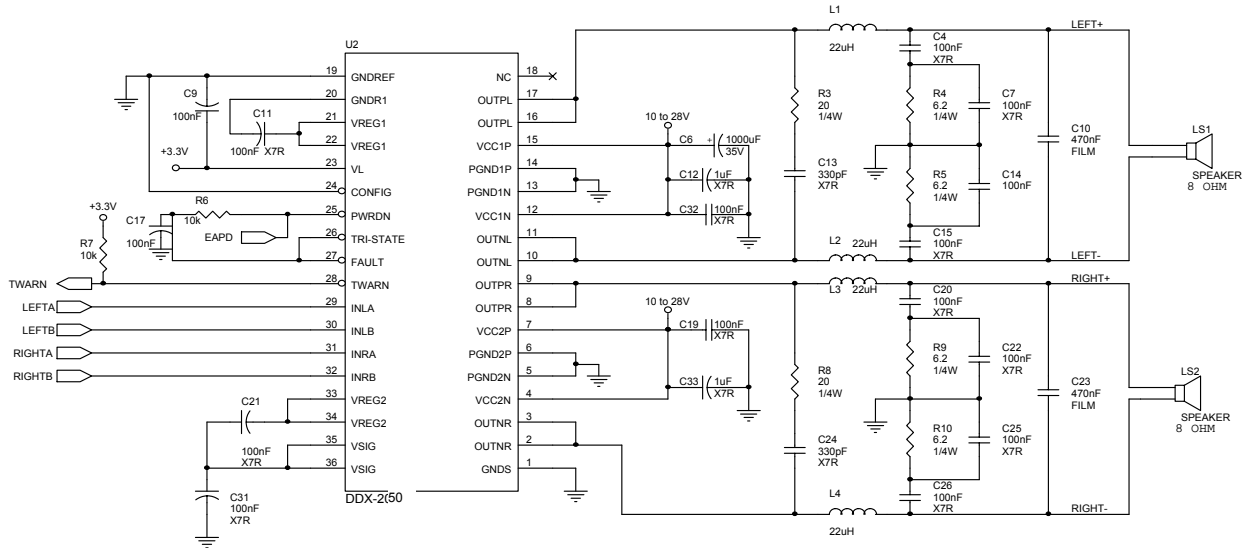 U2
DDX-2050
19 GNDREF
20 GNDR1
21 VREG1
22 VREG1
23 VL
24 CONFIG
25 PWRDN
26 TRI-STATE
27 FAULT
28 TWARN
29 INLA
30 INLB
31 INRA
32 INRB
33 VREG2
34 VREG2
35 VSIG
36 VSIG
NC 18
OUTPL 17
OUTPL 16
VCC1P 15
PGND1P 14
PGND1N 13
VCC1N 12
OUTNL 11
OUTNL 10
OUTPR 9
OUTPR 8
VCC2P 7
PGND2P 6
PGND2N 5
VCC2N 4
OUTNR 3
OUTNR 2
GNDS 1
C9
100nF
C11
100nF X7R
+3.3V
R6
10k
C17
100nF
EAPD
+3.3V
R7
10k
TWARN
LEFTA
LEFTB
RIGHTA
RIGHTB
C21
100nF
X7R
C31
100nF
X7R
10 to 28V
C6
+
1000uF
35V
C12
1uF
X7R
C32
100nF
X7R
10 to 28V
C19
100nF
X7R
C33
1uF
X7R
L1
22uH
R3
20
1/4W
C13
330pF
X7R
L2
22uH
C4
100nF
X7R
R4
6.2
1/4W
C7
100nF
X7R
R5
6.2
1/4W
C14
100nF
C15
100nF
X7R
C10
470nF
FILM
LEFT+
LEFT-
LS1
SPEAKER
8 OHM
L3
22uH
R8
20
1/4W
C24
330pF
X7R
L4
22uH
C20
100nF
X7R
R9
6.2
1/4W
C22
100nF
X7R
R10
6.2
1/4W
C25
100nF
X7R
C26
100nF
X7R
C23
470nF
FILM
RIGHT+
RIGHT-
LS2
SPEAKER
8 OHM